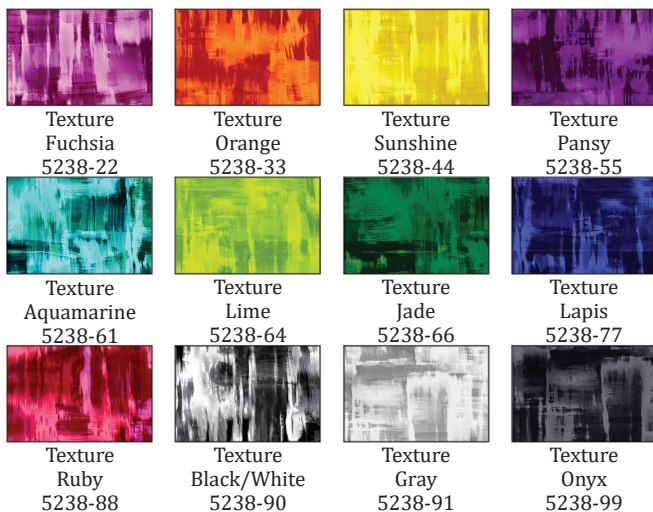 Texture
Fuchsia
5238-22
Texture
Orange
5238-33
Texture
Sunshine
5238-44
Texture
Pansy
5238-55
Texture
Aquamarine
5238-61
Texture
Lime
5238-64
Texture
Jade
5238-66
Texture
Lapis
5238-77
Texture
Ruby
5238-88
Texture
Black/White
5238-90
Texture
Gray
5238-91
Texture
Onyx
5238-99